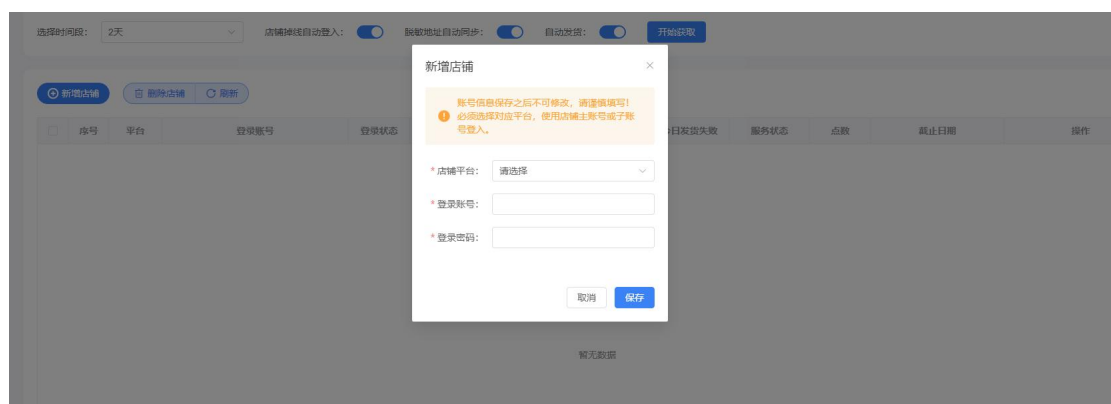 选择时间段： 2天 店铺掉线自动登入： 脱敏地址自动同步： 自动发货： 开始获取
新增店铺
账号信息保存之后不可修改，请谨慎填写！
必须选择对应平台，使用店铺主账号或子账
号登入。
新增店铺 删除店铺 刷新
序号 平台 登录账号 登录状态 日发货失败 服务状态 点数 截止日期 操作
* 店铺平台： 请选择
* 登录账号：
* 登录密码：
取消 保存
暂无数据